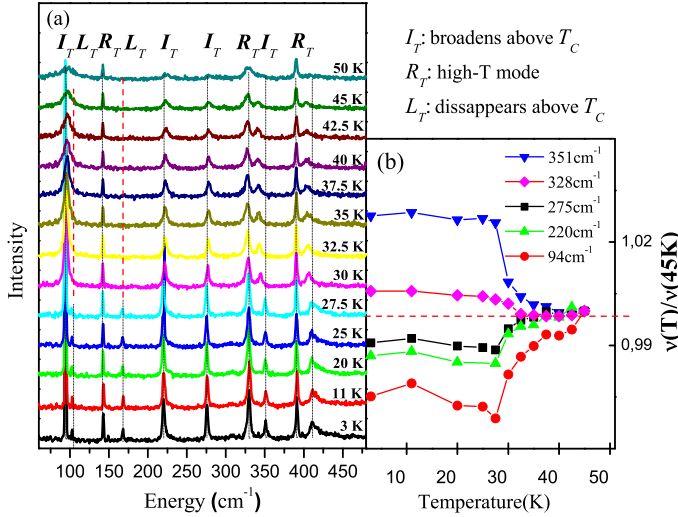 (a)
I_T L_T R_T L_T I_T I_T R_T I_T R_T
50 K
45 K
42.5 K
40 K
37.5 K
35 K
32.5 K
30 K
27.5 K
25 K
20 K
11 K
3 K
Intensity
100 150 200 250 300 350 400 450
Energy (cm⁻¹)
I_T: broadens above T_C
R_T: high-T mode
L_T: dissappears above T_C
(b)
351cm⁻¹
328cm⁻¹
275cm⁻¹
220cm⁻¹
94cm⁻¹
1,02
0,99
ν(T)/ν(45K)
10 20 30 40 50
Temperature(K)